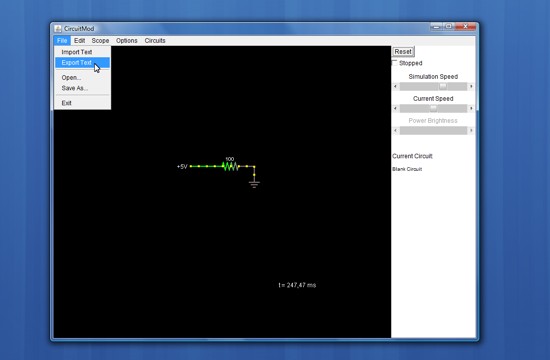 CircuitMod
File Edit Scope Options Circuits
Import Text
Export Text
Open...
Save As...
Exit
Reset
Stopped
Simulation Speed
Current Speed
Power Brightness
Current Circuit:
Blank Circuit
100
+5V
t = 247.47 ms